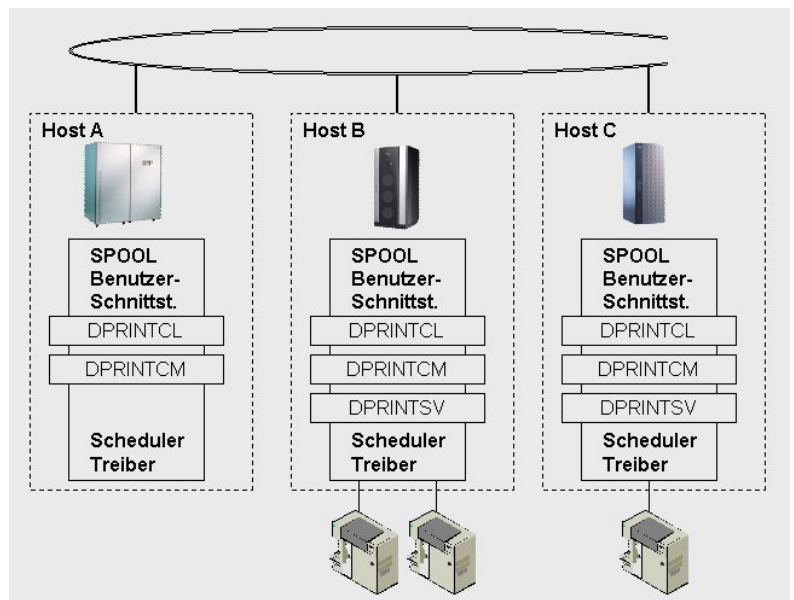 Host A
SPOOL
Benutzer-
Schnittst.
DPRINTCL
DPRINTCM
Scheduler
Treiber
Host B
SPOOL
Benutzer-
Schnittst.
DPRINTCL
DPRINTCM
DPRINTSV
Scheduler
Treiber
Host C
SPOOL
Benutzer-
Schnittst.
DPRINTCL
DPRINTCM
DPRINTSV
Scheduler
Treiber